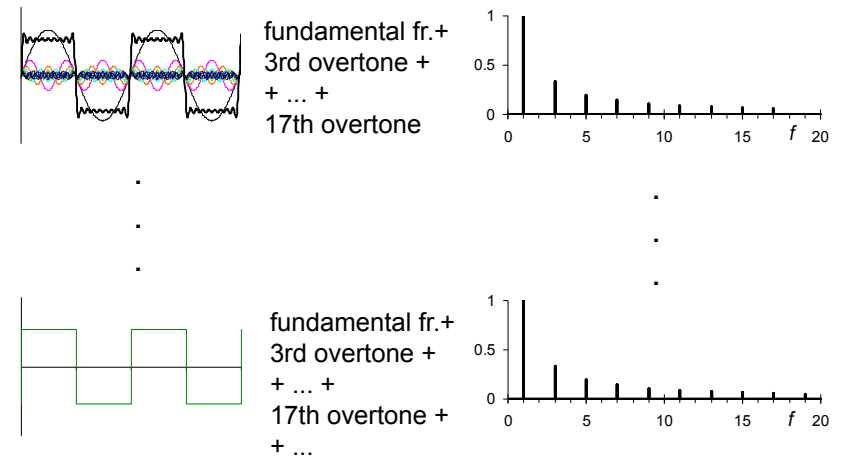 fundamental fr.+
3rd overtone +
+ ... +
17th overtone
1
0.5
0
0 5 10 15 f 20
.
.
.
.
.
.
fundamental fr.+
3rd overtone +
+ ... +
17th overtone +
+ ...
1
0.5
0
0 5 10 15 f 20